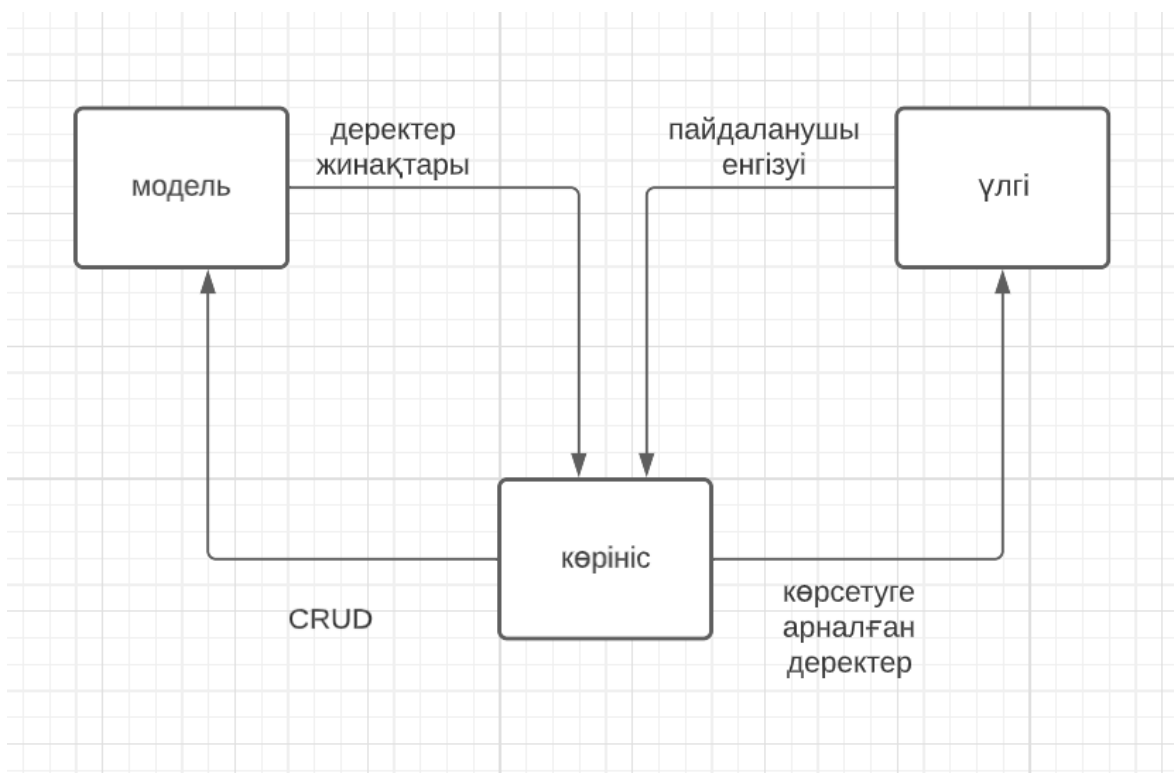 деректер
жинақтары
пайдаланушы
енгізуі
модель
үлгі
көрініс
CRUD
көрсетуге
арналған
деректер